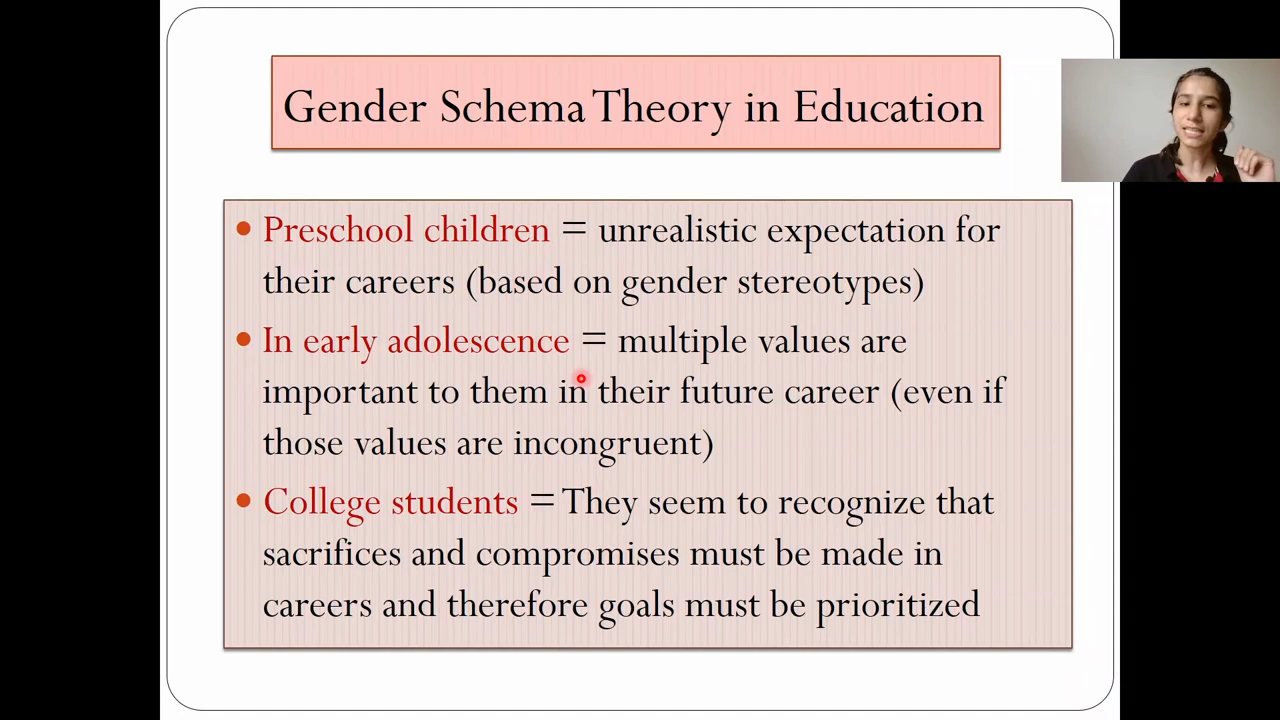 Gender Schema Theory in Education
• Preschool children = unrealistic expectation for
their careers (based on gender stereotypes)
• In early adolescence = multiple values are
important to them in their future career (even if
those values are incongruent)
• College students = They seem to recognize that
sacrifices and compromises must be made in
careers and therefore goals must be prioritized